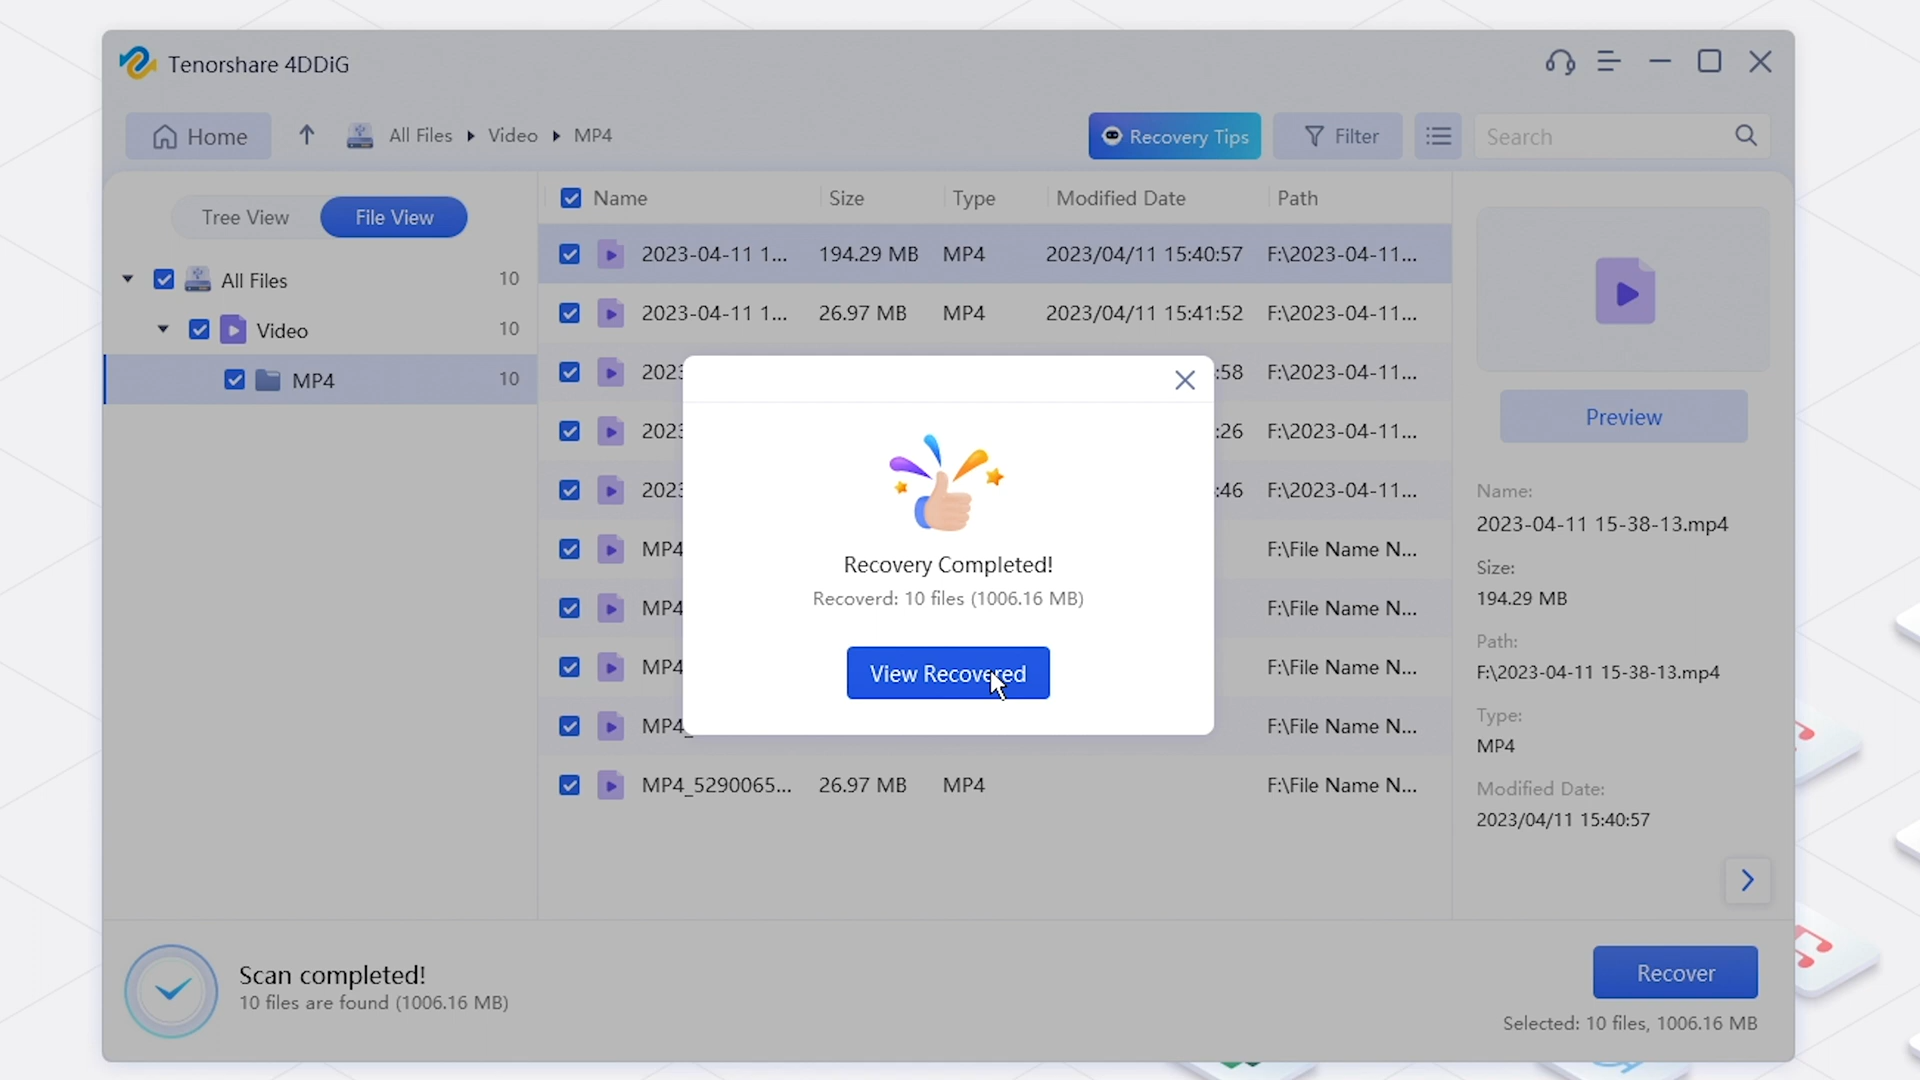 Tenorshare 4DDiG
Home
All Files
Video
MP4
Recovery Tips
Filter
Search
Tree View
File View
All Files 10
Video 10
MP4 10
Name Size Type Modified Date Path
2023-04-11 1... 194.29 MB MP4 2023/04/11 15:40:57 F:\2023-04-11...
2023-04-11 1... 26.97 MB MP4 2023/04/11 15:41:52 F:\2023-04-11...
2023 :58 F:\2023-04-11...
2023 :26 F:\2023-04-11...
2023 :46 F:\2023-04-11...
MP4 F:\File Name N...
MP4 F:\File Name N...
MP4 F:\File Name N...
MP4_ F:\File Name N...
MP4_5290065... 26.97 MB MP4 F:\File Name N...
Recovery Completed!
Recoverd: 10 files (1006.16 MB)
View Recovered
Preview
Name:
2023-04-11 15-38-13.mp4
Size:
194.29 MB
Path:
F:\2023-04-11 15-38-13.mp4
Type:
MP4
Modified Date:
2023/04/11 15:40:57
Scan completed!
10 files are found (1006.16 MB)
Recover
Selected: 10 files, 1006.16 MB